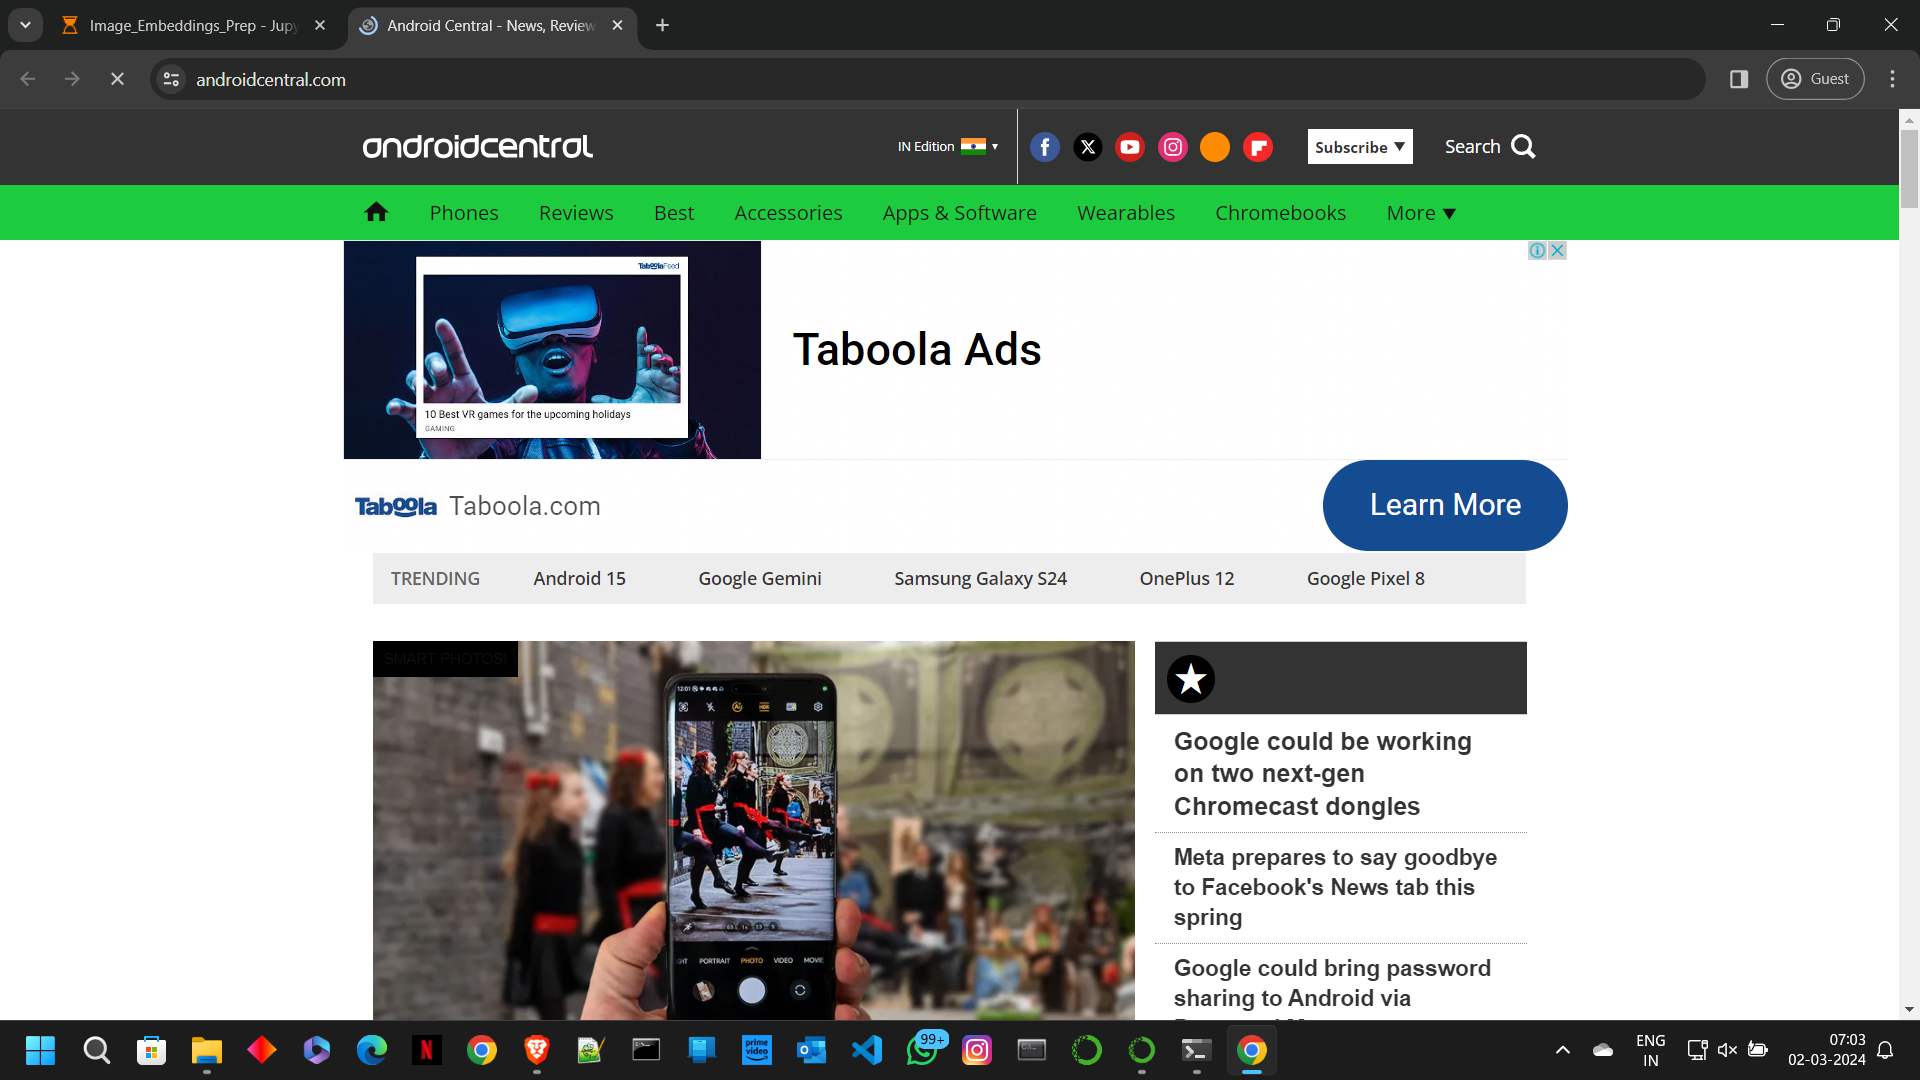 Image_Embeddings_Prep - Jupy
Android Central - News, Review
androidcentral.com
Guest
androidcentral
IN Edition
Subscribe
Search
Phones
Reviews
Best
Accessories
Apps & Software
Wearables
Chromebooks
More
Taboola Feed
10 Best VR games for the upcoming holidays
GAMING
Taboola Ads
Taboola
Taboola.com
Learn More
TRENDING
Android 15
Google Gemini
Samsung Galaxy S24
OnePlus 12
Google Pixel 8
SMART PHOTOS!
12:01
HDR
PORTRAIT
PHOTO
VIDEO
MOVIE
Google could be working
on two next-gen
Chromecast dongles
Meta prepares to say goodbye
to Facebook's News tab this
spring
Google could bring password
sharing to Android via
prime
video
99+
ENG
IN
07:03
02-03-2024